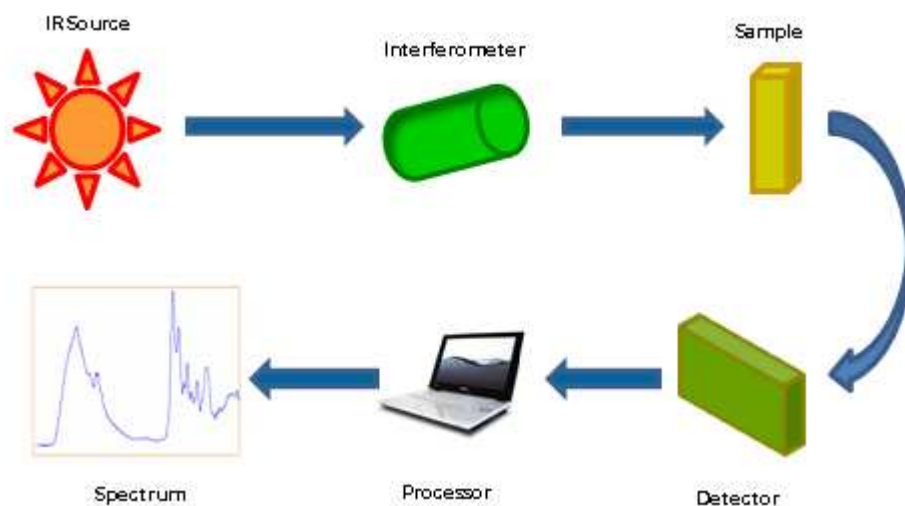 IRSource
Interferometer
Sample
Spectrum
Processor
Detector